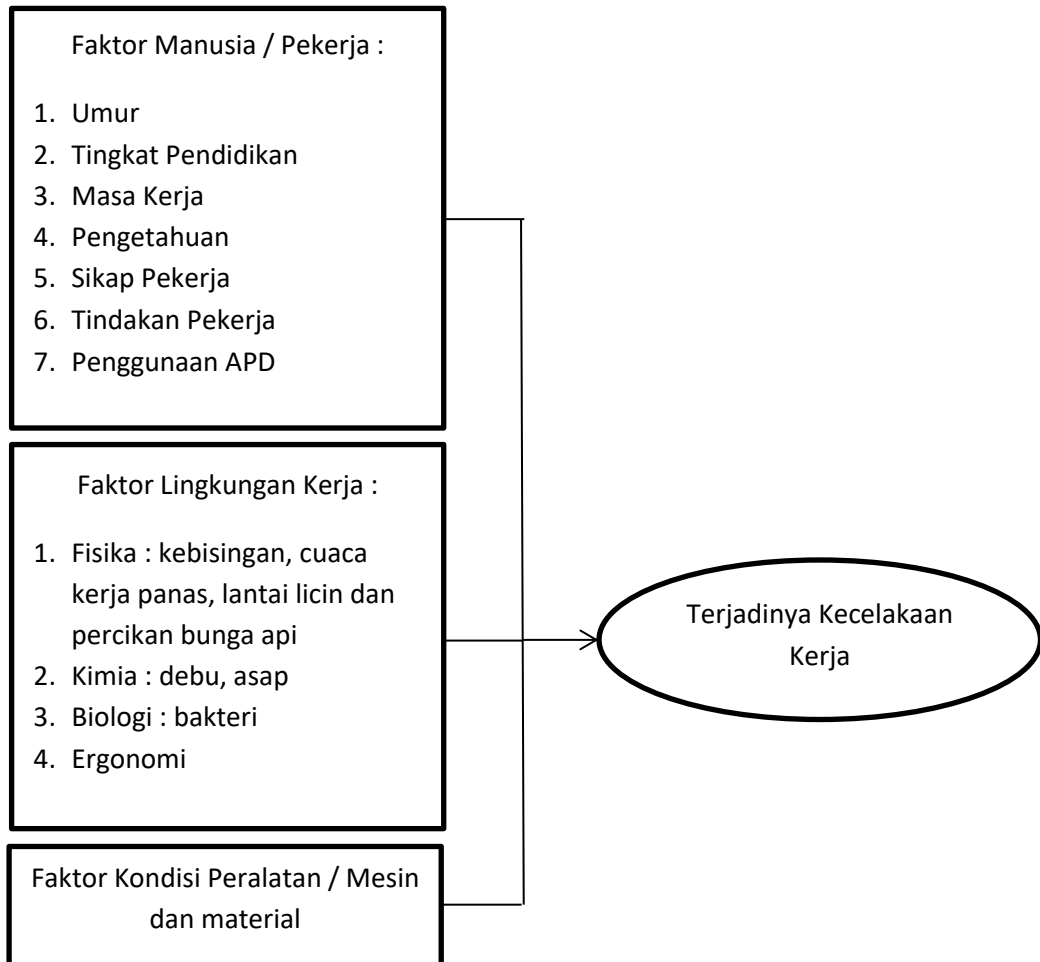 Faktor Manusia / Pekerja :
1. Umur
2. Tingkat Pendidikan
3. Masa Kerja
4. Pengetahuan
5. Sikap Pekerja
6. Tindakan Pekerja
7. Penggunaan APD
Faktor Lingkungan Kerja :
1. Fisika : kebisingan, cuaca
kerja panas, lantai licin dan
percikan bunga api
2. Kimia : debu, asap
3. Biologi : bakteri
4. Ergonomi
Terjadinya Kecelakaan
Kerja
Faktor Kondisi Peralatan / Mesin
dan material